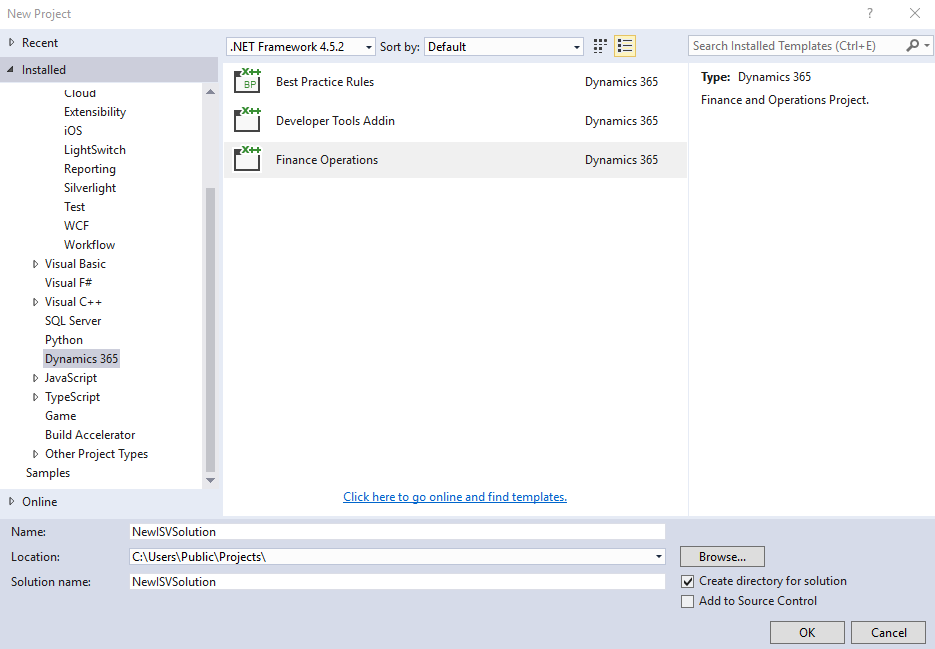 New Project
?
Recent
Installed
Cloud
Extensibility
iOS
LightSwitch
Reporting
Silverlight
Test
WCF
Workflow
Visual Basic
Visual F#
Visual C++
SQL Server
Python
Dynamics 365
JavaScript
TypeScript
Game
Build Accelerator
Other Project Types
Samples
Online
.NET Framework 4.5.2 Sort by: Default
X++ BP Best Practice Rules Dynamics 365
X++ Developer Tools Addin Dynamics 365
X++ Finance Operations Dynamics 365
Click here to go online and find templates.
Search Installed Templates (Ctrl+E)
Type: Dynamics 365
Finance and Operations Project.
Name: NewISVSolution
Location: C:\Users\Public\Projects\ Browse...
Solution name: NewISVSolution
Create directory for solution
Add to Source Control
OK Cancel